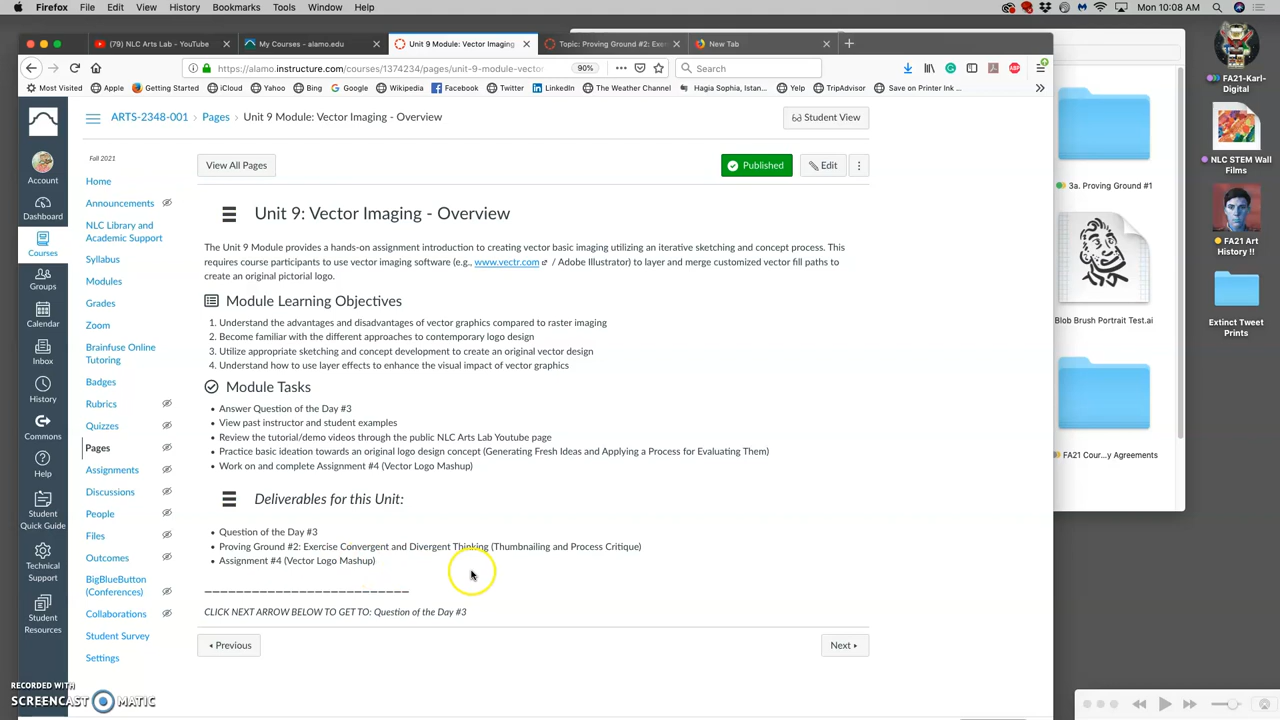 Firefox File Edit View History Bookmarks Tools Window Help Mon 10:08 AM
(79) NLC Arts Lab - YouTube
My Courses - alamo.edu
Unit 9 Module: Vector Imaging -
Topic: Proving Ground #2: Exer
New Tab
https://alamo.instructure.com/courses/1374234/pages/unit-9-module-vector
90%
Search
Most Visited Apple Getting Started iCloud Yahoo Bing Google Wikipedia Facebook Twitter LinkedIn The Weather Channel Hagia Sophia, Istan... Yelp TripAdvisor Save on Printer Ink ...
ARTS-2348-001 › Pages › Unit 9 Module: Vector Imaging - Overview
Student View
Account
Dashboard
Courses
Groups
Calendar
Inbox
History
Commons
Help
Student
Quick Guide
Technical
Support
Student
Resources
Fall 2021
Home
Announcements
NLC Library and
Academic Support
Syllabus
Modules
Grades
Zoom
Brainfuse Online
Tutoring
Badges
Rubrics
Quizzes
Pages
Assignments
Discussions
People
Files
Outcomes
BigBlueButton
(Conferences)
Collaborations
Student Survey
Settings
View All Pages
Published
Edit
Unit 9: Vector Imaging - Overview
The Unit 9 Module provides a hands-on assignment introduction to creating vector basic imaging utilizing an iterative sketching and concept process. This
requires course participants to use vector imaging software (e.g., www.vectr.com / Adobe Illustrator) to layer and merge customized vector fill paths to
create an original pictorial logo.
Module Learning Objectives
1. Understand the advantages and disadvantages of vector graphics compared to raster imaging
2. Become familiar with the different approaches to contemporary logo design
3. Utilize appropriate sketching and concept development to create an original vector design
4. Understand how to use layer effects to enhance the visual impact of vector graphics
Module Tasks
• Answer Question of the Day #3
• View past instructor and student examples
• Review the tutorial/demo videos through the public NLC Arts Lab Youtube page
• Practice basic ideation towards an original logo design concept (Generating Fresh Ideas and Applying a Process for Evaluating Them)
• Work on and complete Assignment #4 (Vector Logo Mashup)
Deliverables for this Unit:
• Question of the Day #3
• Proving Ground #2: Exercise Convergent and Divergent Thinking (Thumbnailing and Process Critique)
• Assignment #4 (Vector Logo Mashup)
___________________________
CLICK NEXT ARROW BELOW TO GET TO: Question of the Day #3
Previous
Next
3a. Proving Ground #1
Blob Brush Portrait Test.ai
FA21 Cour...y Agreements
FA21-Karl-
Digital
NLC STEM Wall
Films
FA21 Art
History !!
Extinct Tweet
Prints
ABP
RECORDED WITH
SCREENCAST MATIC